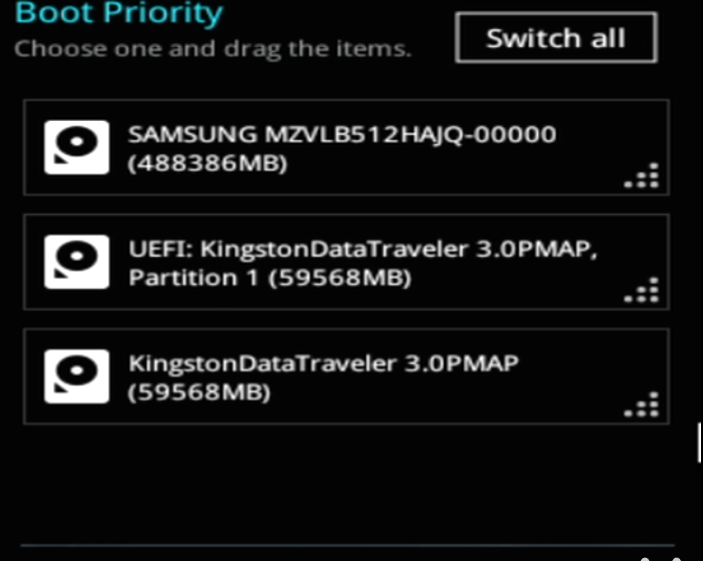 Boot Priority
Choose one and drag the items.
Switch all
SAMSUNG MZVLB512HAJQ-00000
(488386MB)
UEFI: KingstonDataTraveler 3.0PMAP,
Partition 1 (59568MB)
KingstonDataTraveler 3.0PMAP
(59568MB)